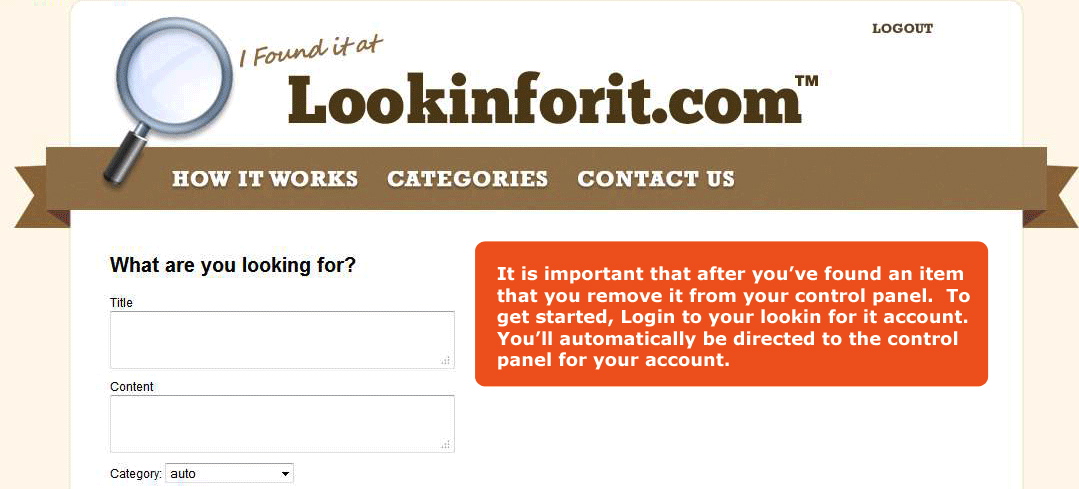 LOGOUT
I Found it at
Lookinforit.com™
HOW IT WORKS CATEGORIES CONTACT US
What are you looking for?
Title
Content
Category: auto
It is important that after you’ve found an item
that you remove it from your control panel.  To
get started, Login to your lookin for it account.
You’ll automatically be directed to the control
panel for your account.